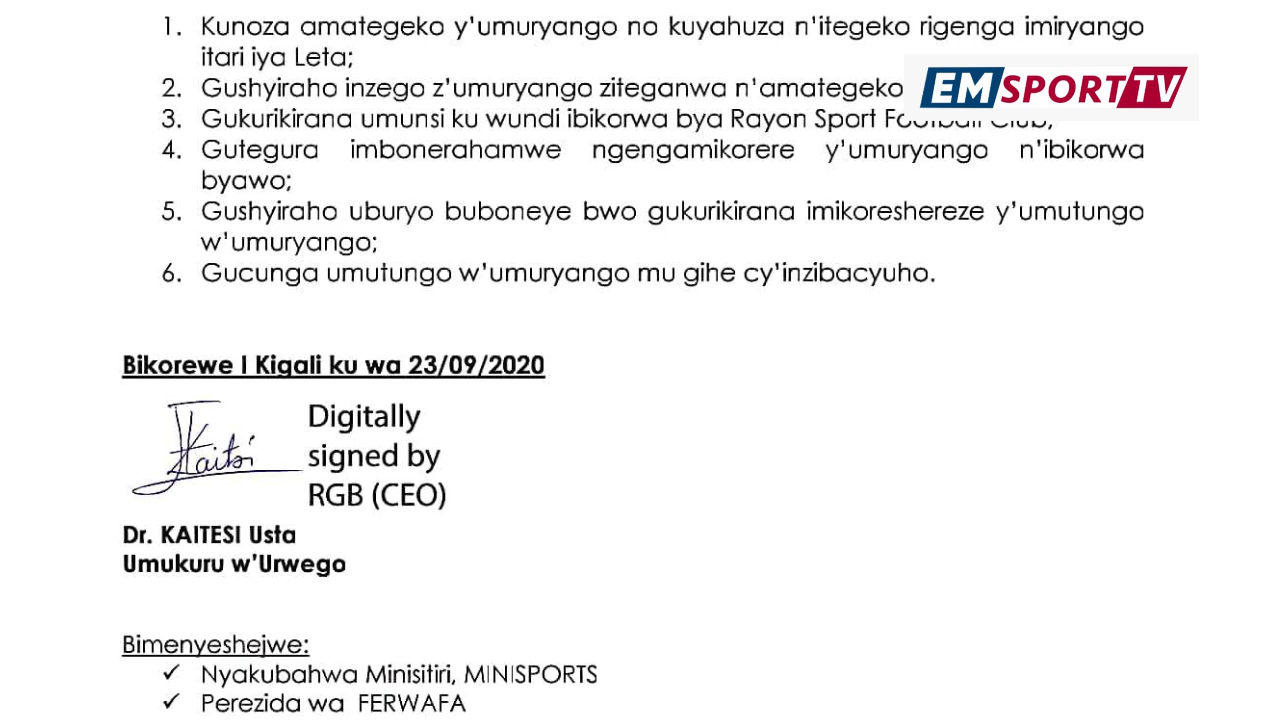 1. Kunoza amategeko y'umuryango no kuyahuza n'itegeko rigenga imiryango
itari iya Leta;
2. Gushyiraho inzego z'umuryango ziteganwa n'amategeko
EMSPORTTV
3. Gukurikirana umunsi ku wundi ibikorwa bya Rayon Sport Football Club;
4. Gutegura imbonerahamwe ngengamikorere y'umuryango n'ibikorwa
byawo;
5. Gushyiraho uburyo buboneye bwo gukurikirana imikoreshereze y'umutungo
w'umuryango;
6. Gucunga umutungo w'umuryango mu gihe cy'inzibacyuho.
Bikorewe I Kigali ku wa 23/09/2020
Kaitesi
Digitally
signed by
RGB (CEO)
Dr. KAITESI Usta
Umukuru w'Urwego
Bimenyeshejwe:
✓ Nyakubahwa Minisitiri, MINISPORTS
✓ Perezida wa FERWAFA